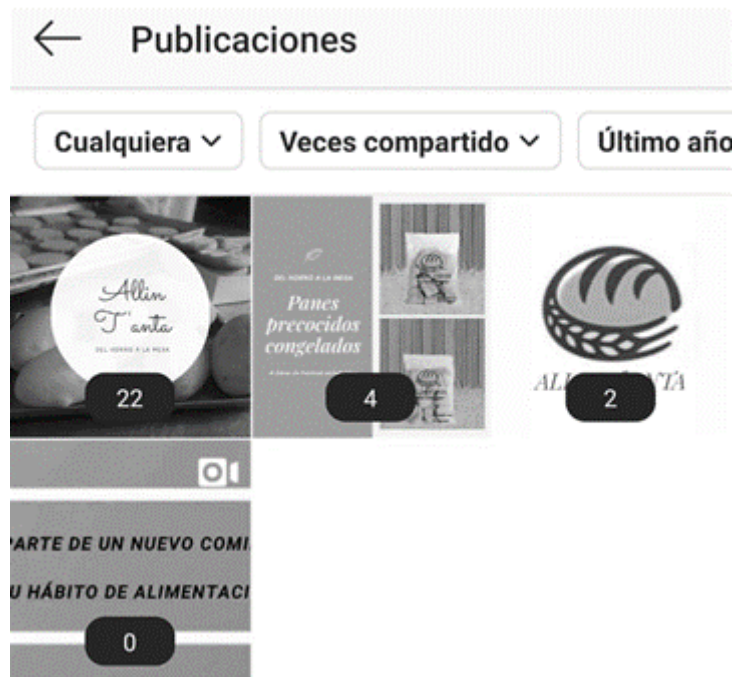 Publicaciones
Cualquiera
Veces compartido
Último año
Allin
T'anta
DEL HORNO A LA MESA
22
DEL HORNO A LA MESA
Panes
precocidos
congelados
4
2
PARTE DE UN NUEVO COMI
U HÁBITO DE ALIMENTACI
0